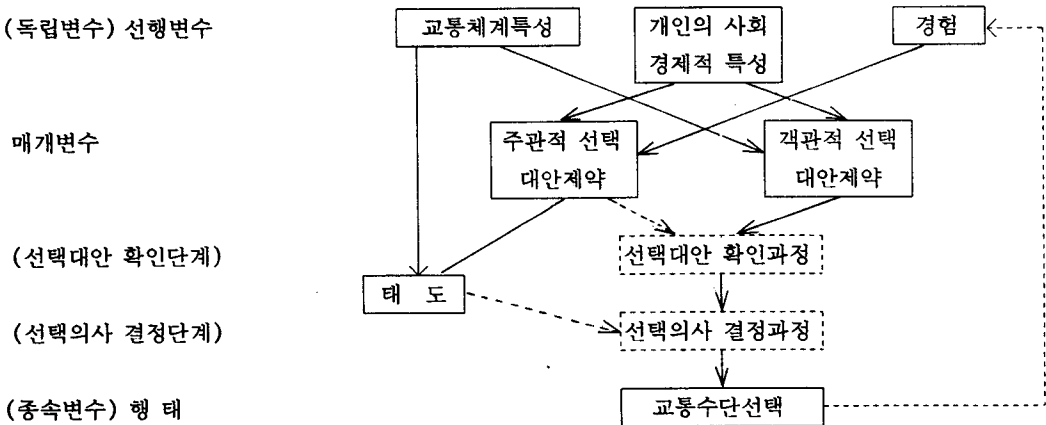 (독립변수) 선행변수
교통체계특성
개인의 사회
경제적 특성
경험
매개변수
주관적 선택
대안제약
객관적 선택
대안제약
(선택대안 확인단계)
선택대안 확인과정
태 도
(선택의사 결정단계)
선택의사 결정과정
(종속변수) 행 태
교통수단선택